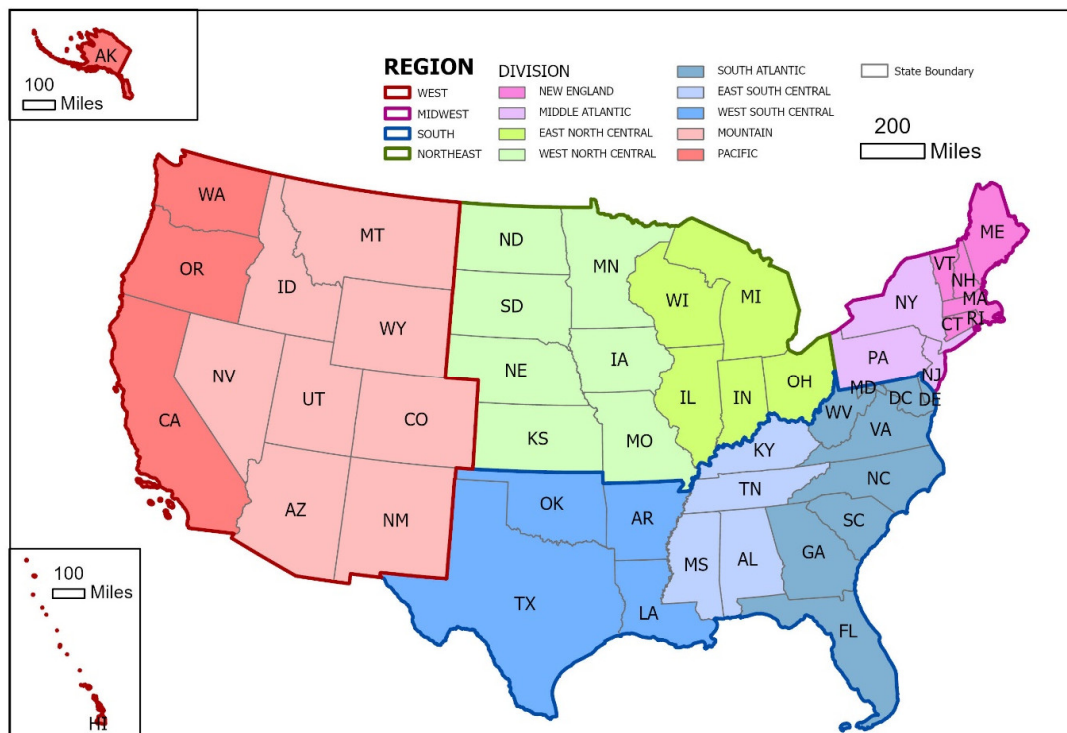 AK
100
Miles
REGION
WEST
MIDWEST
SOUTH
NORTHEAST
DIVISION
NEW ENGLAND
MIDDLE ATLANTIC
EAST NORTH CENTRAL
WEST NORTH CENTRAL
SOUTH ATLANTIC
EAST SOUTH CENTRAL
WEST SOUTH CENTRAL
MOUNTAIN
PACIFIC
State Boundary
200
Miles
WA
MT
ND
MN
ME
VT
NH
OR
ID
SD
WI
MI
NY
MA
RI
CT
WY
NE
IA
PA
NJ
NV
UT
CO
IL
IN
OH
MD
DC
DE
WV
CA
KS
MO
KY
VA
TN
NC
AZ
NM
OK
AR
SC
MS
AL
GA
TX
LA
FL
100
Miles
HI